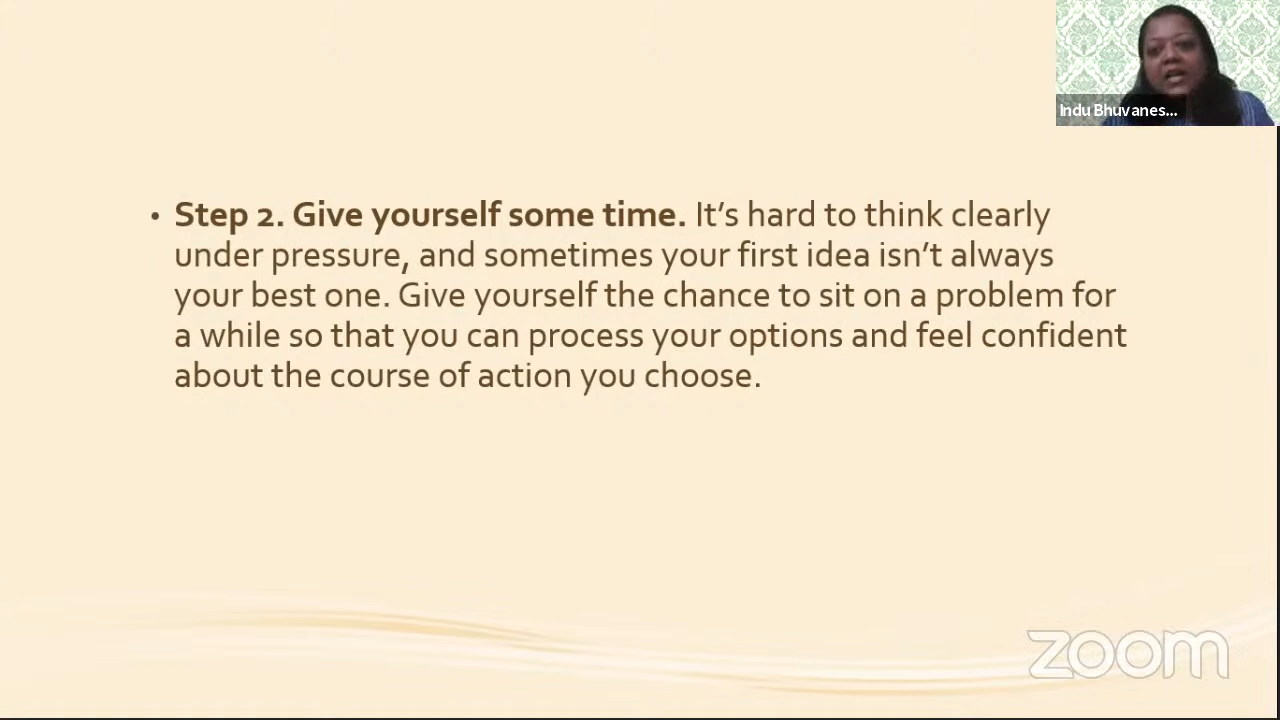 Indu Bhuvanes...
• Step 2. Give yourself some time. It's hard to think clearly
under pressure, and sometimes your first idea isn't always
your best one. Give yourself the chance to sit on a problem for
a while so that you can process your options and feel confident
about the course of action you choose.
zoom